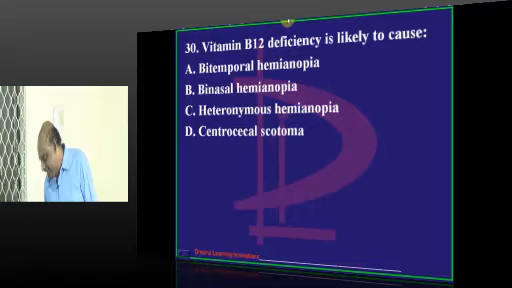 30. Vitamin B12 deficiency is likely to cause:
A. Bitemporal hemianopia
B. Binasal hemianopia
C. Heteronymous hemianopia
D. Centrocecal scotoma